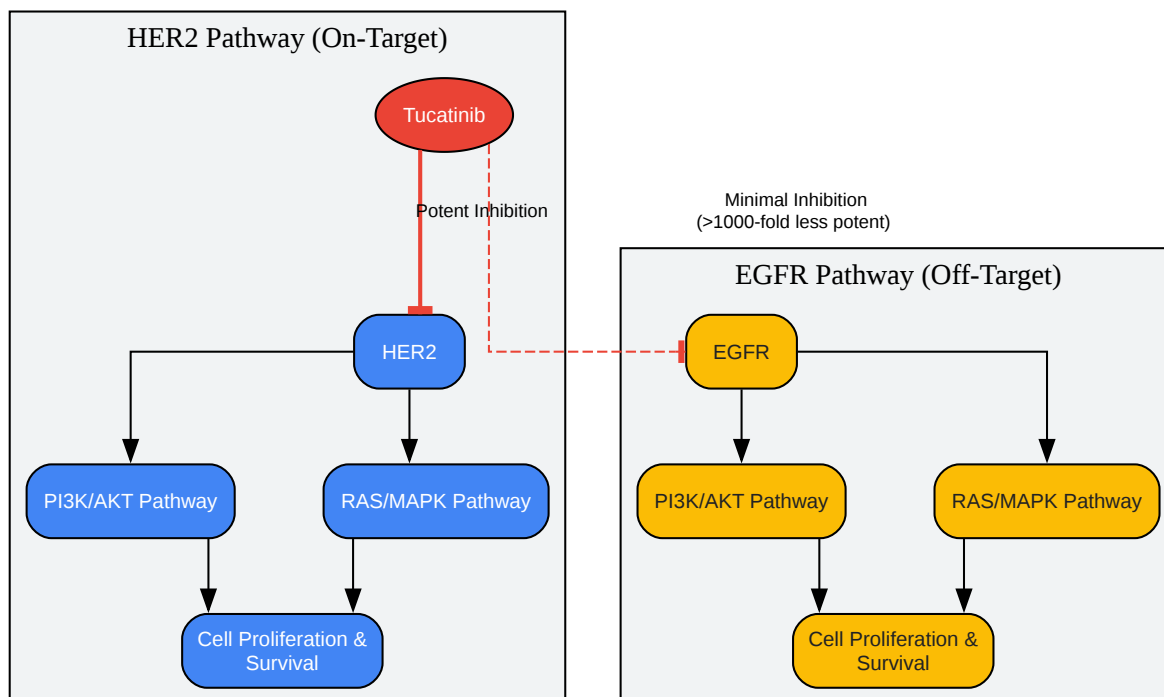 HER2 Pathway (On-Target)
Tucatinib
Potent Inhibition
HER2
PI3K/AKT Pathway
RAS/MAPK Pathway
Cell Proliferation &
Survival
Minimal Inhibition
(>1000-fold less potent)
EGFR Pathway (Off-Target)
EGFR
PI3K/AKT Pathway
RAS/MAPK Pathway
Cell Proliferation &
Survival